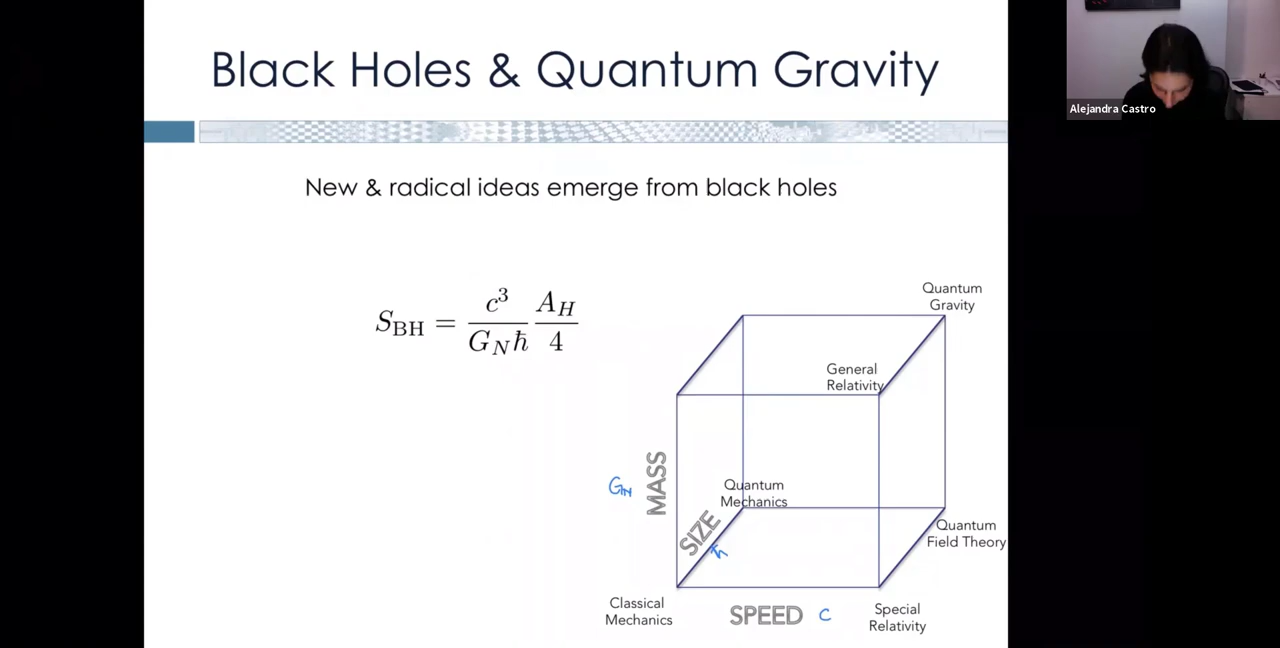 Black Holes & Quantum Gravity
Alejandra Castro
New & radical ideas emerge from black holes
S_BH = c³/(G_N ħ) A_H/4
Quantum
Gravity
General
Relativity
G_N
MASS
Quantum
Mechanics
SIZE
ħ
Quantum
Field Theory
Classical
Mechanics
SPEED
c
Special
Relativity